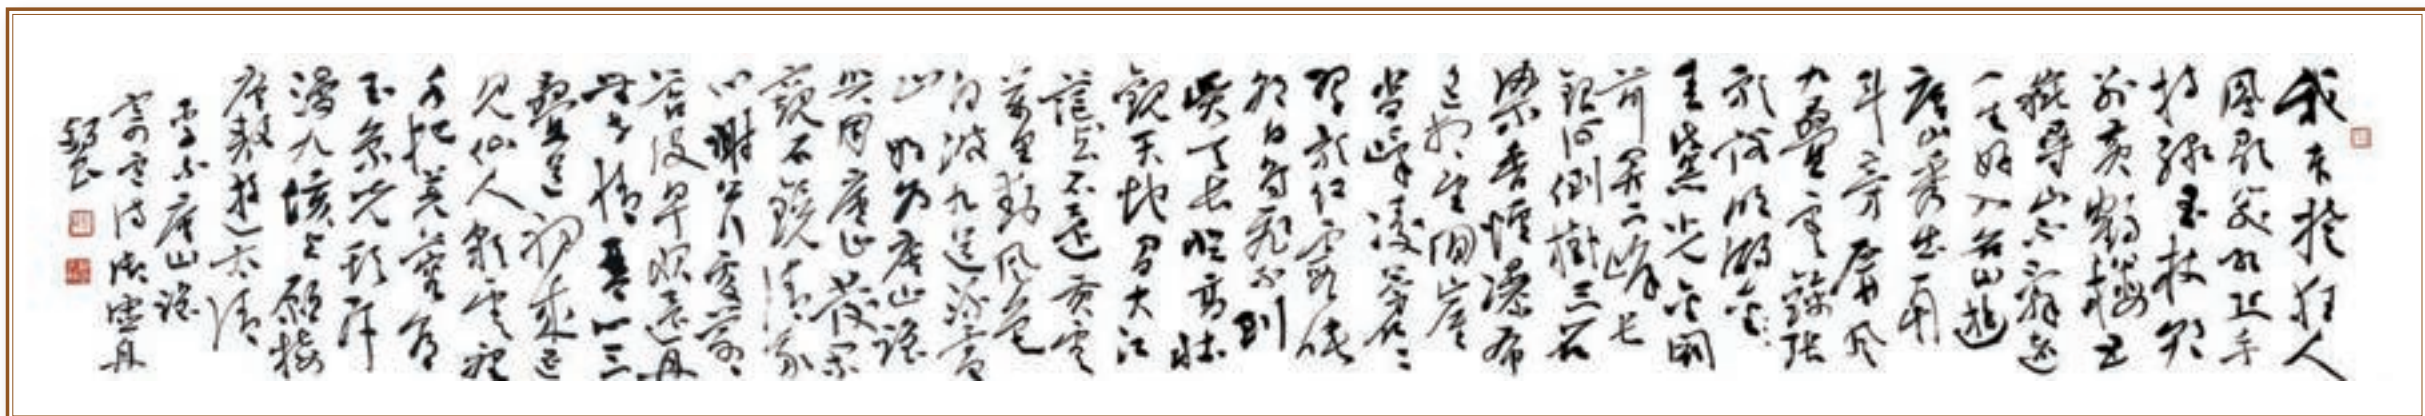 我本楚狂人
鳳歌笑孔丘手
持綠玉杖朝
別黃鶴樓五
嶽尋山不辭遠
一生好入名山遊
廬山秀出南
斗旁屏風
九疊雲錦張
影落明湖青
青黛光金闕
前開二峰長
銀河倒掛三石
梁香爐瀑布
遙相望迴崖
沓嶂凌蒼蒼
翠影紅霞映
朝日鳥飛不到
吳天長登高壯
觀天地間大江
茫茫不還黃雲
萬里動風色
白波九道流雪
山好為廬山謠
興因廬山發閑
窺石鏡清我
心謝公行處蒼
苔沒早服還丹
無世情琴心三
疊道初成遙
見仙人彩雲裡
手把芙蓉朝
玉京先期汗
漫九垓上願接
盧敖遊太清
李白廬山謠
寄盧侍御虛舟